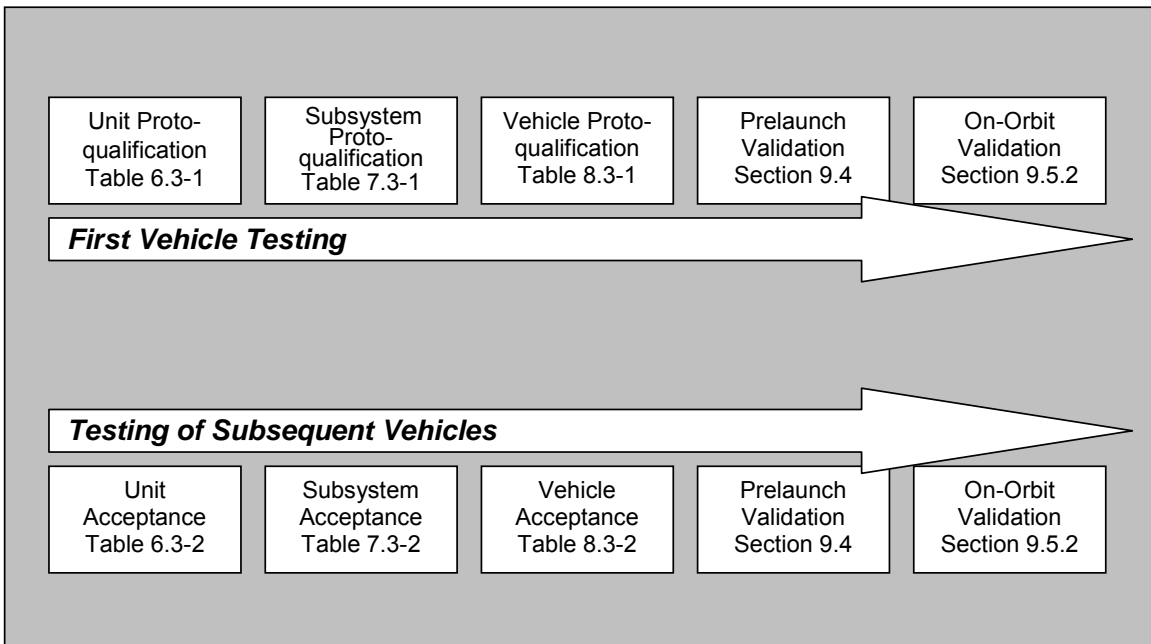 Unit Proto-
qualification
Table 6.3-1
Subsystem
Proto-
qualification
Table 7.3-1
Vehicle Proto-
qualification
Table 8.3-1
Prelaunch
Validation
Section 9.4
On-Orbit
Validation
Section 9.5.2
First Vehicle Testing
Testing of Subsequent Vehicles
Unit
Acceptance
Table 6.3-2
Subsystem
Acceptance
Table 7.3-2
Vehicle
Acceptance
Table 8.3-2
Prelaunch
Validation
Section 9.4
On-Orbit
Validation
Section 9.5.2